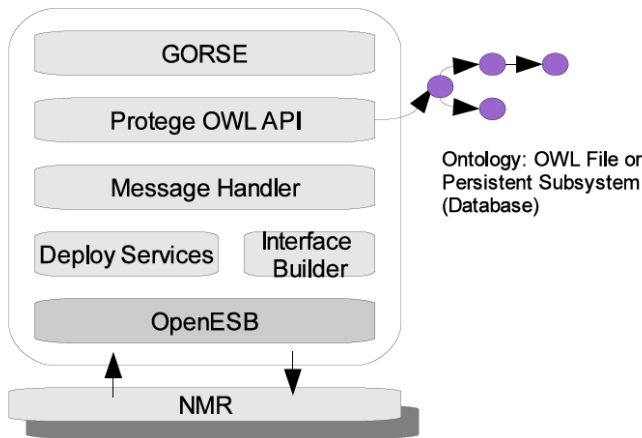 GORSE
Protege OWL API
Message Handler
Deploy Services
Interface
Builder
OpenESB
NMR
Ontology: OWL File or
Persistent Subsystem
(Database)